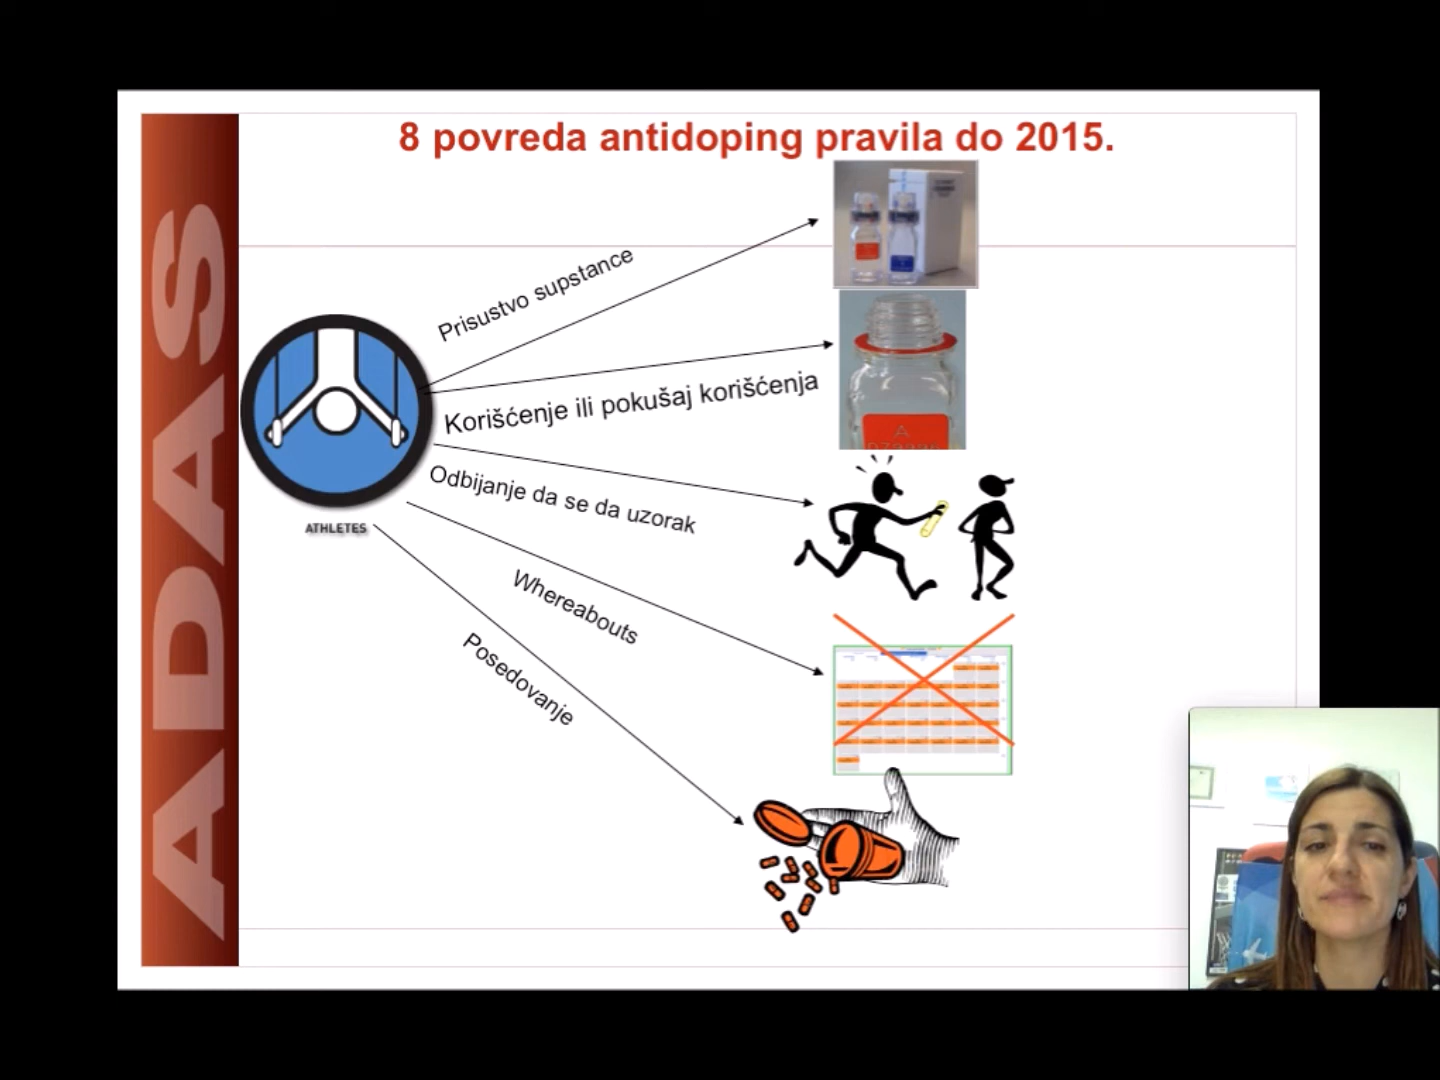 8 povreda antidoping pravila do 2015.
ADAS
Prisustvo supstance
Korišćenje ili pokušaj korišćenja
Odbijanje da se da uzorak
ATHLETES
Whereabouts
Posedovanje
A